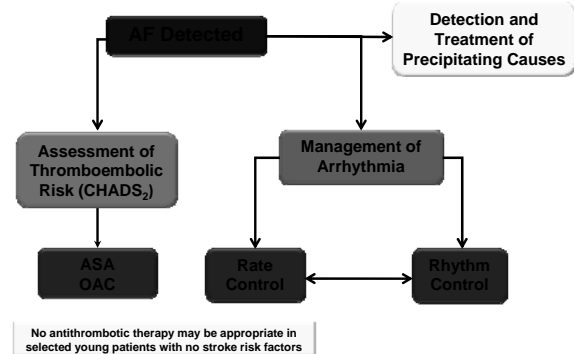 AF Detected
Detection and
Treatment of
Precipitating Causes
Assessment of
Thromboembolic
Risk (CHADS₂)
Management of
Arrhythmia
ASA
OAC
Rate
Control
Rhythm
Control
No antithrombotic therapy may be appropriate in
selected young patients with no stroke risk factors